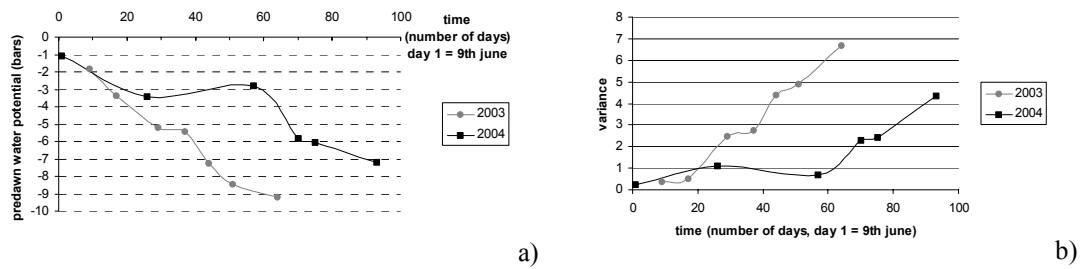 0 20 40 60 80 100
time
(number of days)
day 1 = 9th june
0
-1
-2
-3
-4
-5
-6
-7
-8
-9
-10
predawn water potential (bars)
2003
2004
a)
8
7
6
5
4
3
2
1
0
variance
0 20 40 60 80 100
time (number of days, day 1 = 9th june)
2003
2004
b)